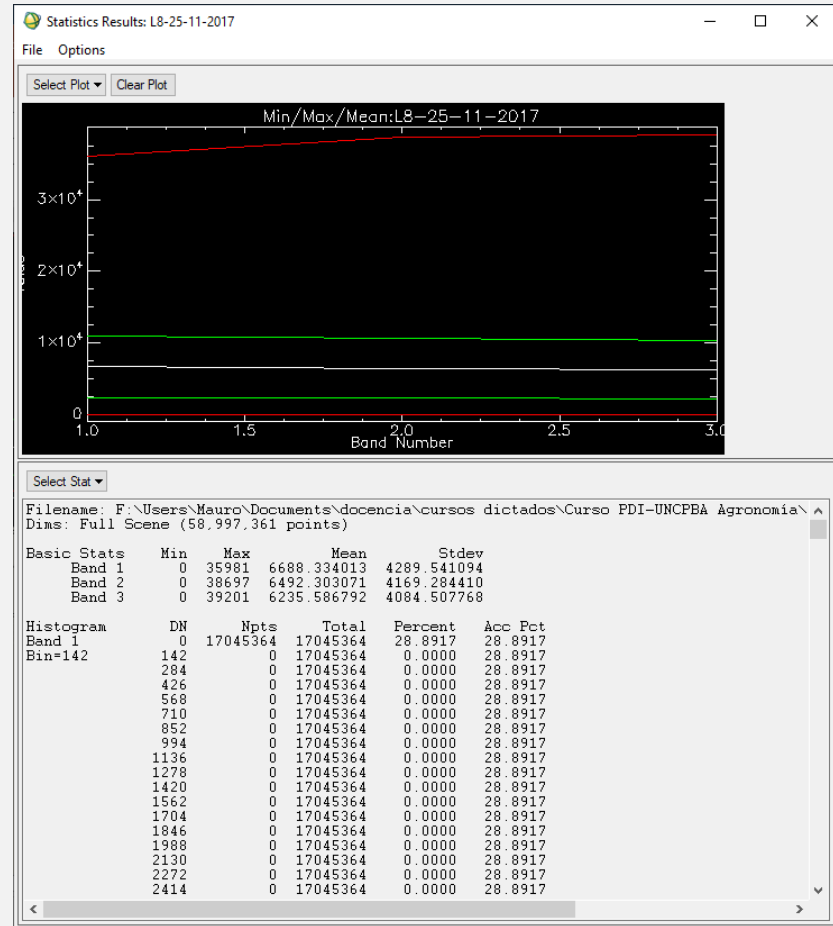 Statistics Results: L8-25-11-2017
File Options
Select Plot Clear Plot
Min/Max/Mean:L8-25-11-2017
3×10⁴
2×10⁴
1×10⁴
0
1.0 1.5 2.0 2.5 3.0
Band Number
Select Stat
Filename: F:\Users\Mauro\Documents\docencia\cursos dictados\Curso PDI-UNCPBA Agronomía\
Dims: Full Scene (58,997,361 points)
Basic Stats Min Max Mean Stdev
Band 1 0 35981 6688.334013 4289.541094
Band 2 0 38697 6492.303071 4169.284410
Band 3 0 39201 6235.586792 4084.507768
Histogram DN Npts Total Percent Acc Pct
Band 1 0 17045364 17045364 28.8917 28.8917
Bin=142 142 0 17045364 0.0000 28.8917
284 0 17045364 0.0000 28.8917
426 0 17045364 0.0000 28.8917
568 0 17045364 0.0000 28.8917
710 0 17045364 0.0000 28.8917
852 0 17045364 0.0000 28.8917
994 0 17045364 0.0000 28.8917
1136 0 17045364 0.0000 28.8917
1278 0 17045364 0.0000 28.8917
1420 0 17045364 0.0000 28.8917
1562 0 17045364 0.0000 28.8917
1704 0 17045364 0.0000 28.8917
1846 0 17045364 0.0000 28.8917
1988 0 17045364 0.0000 28.8917
2130 0 17045364 0.0000 28.8917
2272 0 17045364 0.0000 28.8917
2414 0 17045364 0.0000 28.8917